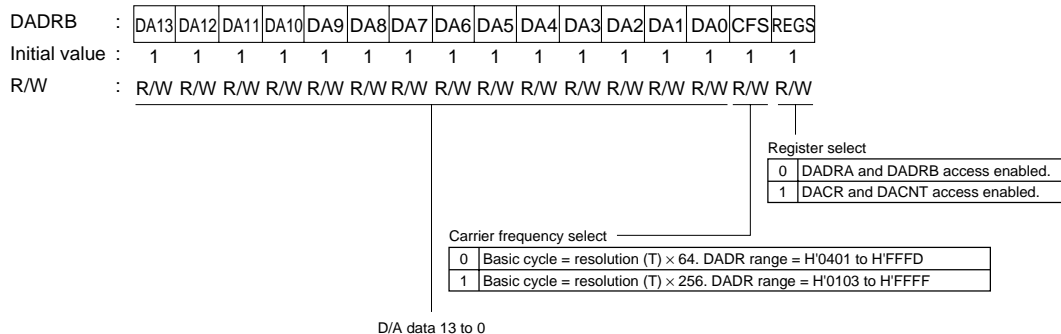 DADRB : DA13 DA12 DA11 DA10 DA9 DA8 DA7 DA6 DA5 DA4 DA3 DA2 DA1 DA0 CFS REGS
Initial value : 1 1 1 1 1 1 1 1 1 1 1 1 1 1 1 1
R/W : R/W R/W R/W R/W R/W R/W R/W R/W R/W R/W R/W R/W R/W R/W R/W R/W
Register select
0 DADRA and DADRB access enabled.
1 DACR and DACNT access enabled.
Carrier frequency select
0 Basic cycle = resolution (T) × 64. DADR range = H'0401 to H'FFFD
1 Basic cycle = resolution (T) × 256. DADR range = H'0103 to H'FFFF
D/A data 13 to 0